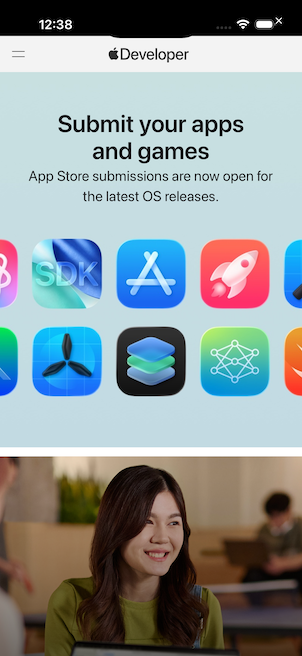 12:38
Developer
Submit your apps
and games
App Store submissions are now open for
the latest OS releases.
SDK